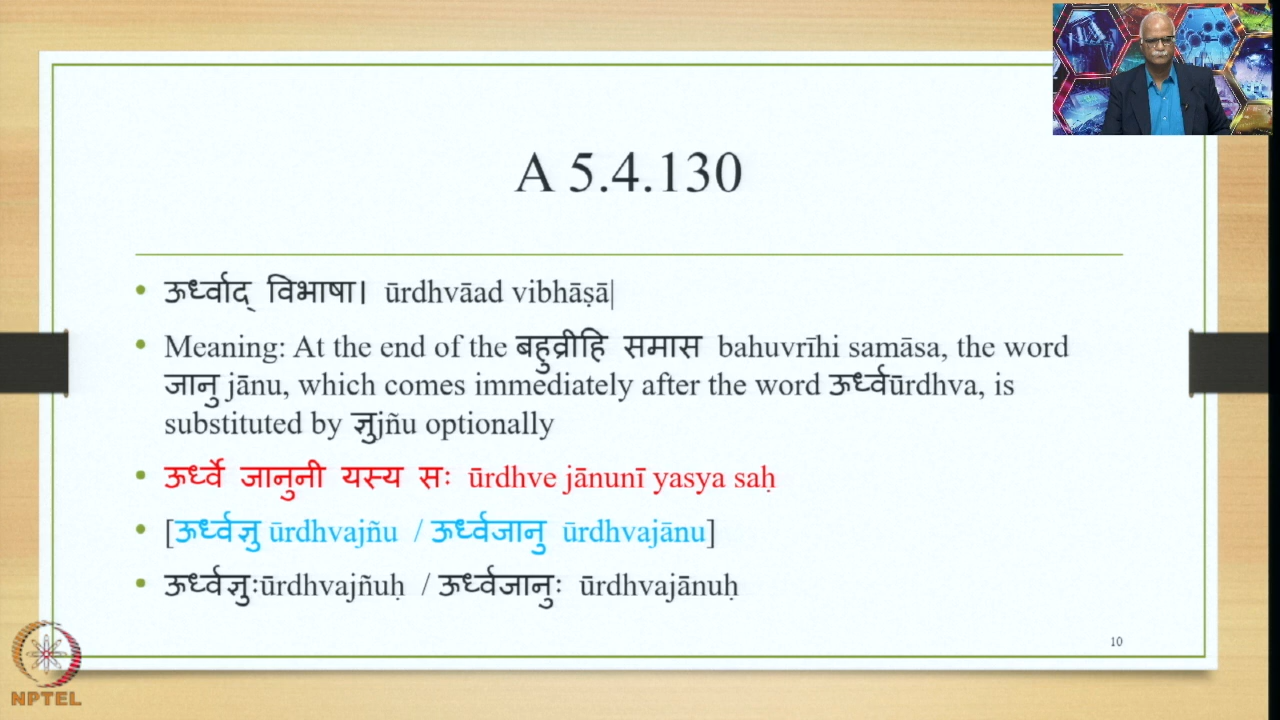 A 5.4.130
ऊर्ध्वाद् विभाषा। ūrdhvāad vibhāṣā|
Meaning: At the end of the बहुव्रीहि समास bahuvrīhi samāsa, the word
जानु jānu, which comes immediately after the word ऊर्ध्वūrdhva, is
substituted by ज्ञुjñu optionally
ऊर्ध्वे जानुनी यस्य सः ūrdhve jānunī yasya saḥ
[ऊर्ध्वज्ञु ūrdhvajñu / ऊर्ध्वजानु ūrdhvajānu]
ऊर्ध्वज्ञुःūrdhvajñuḥ / ऊर्ध्वजानुः ūrdhvajānuḥ
10
NPTEL